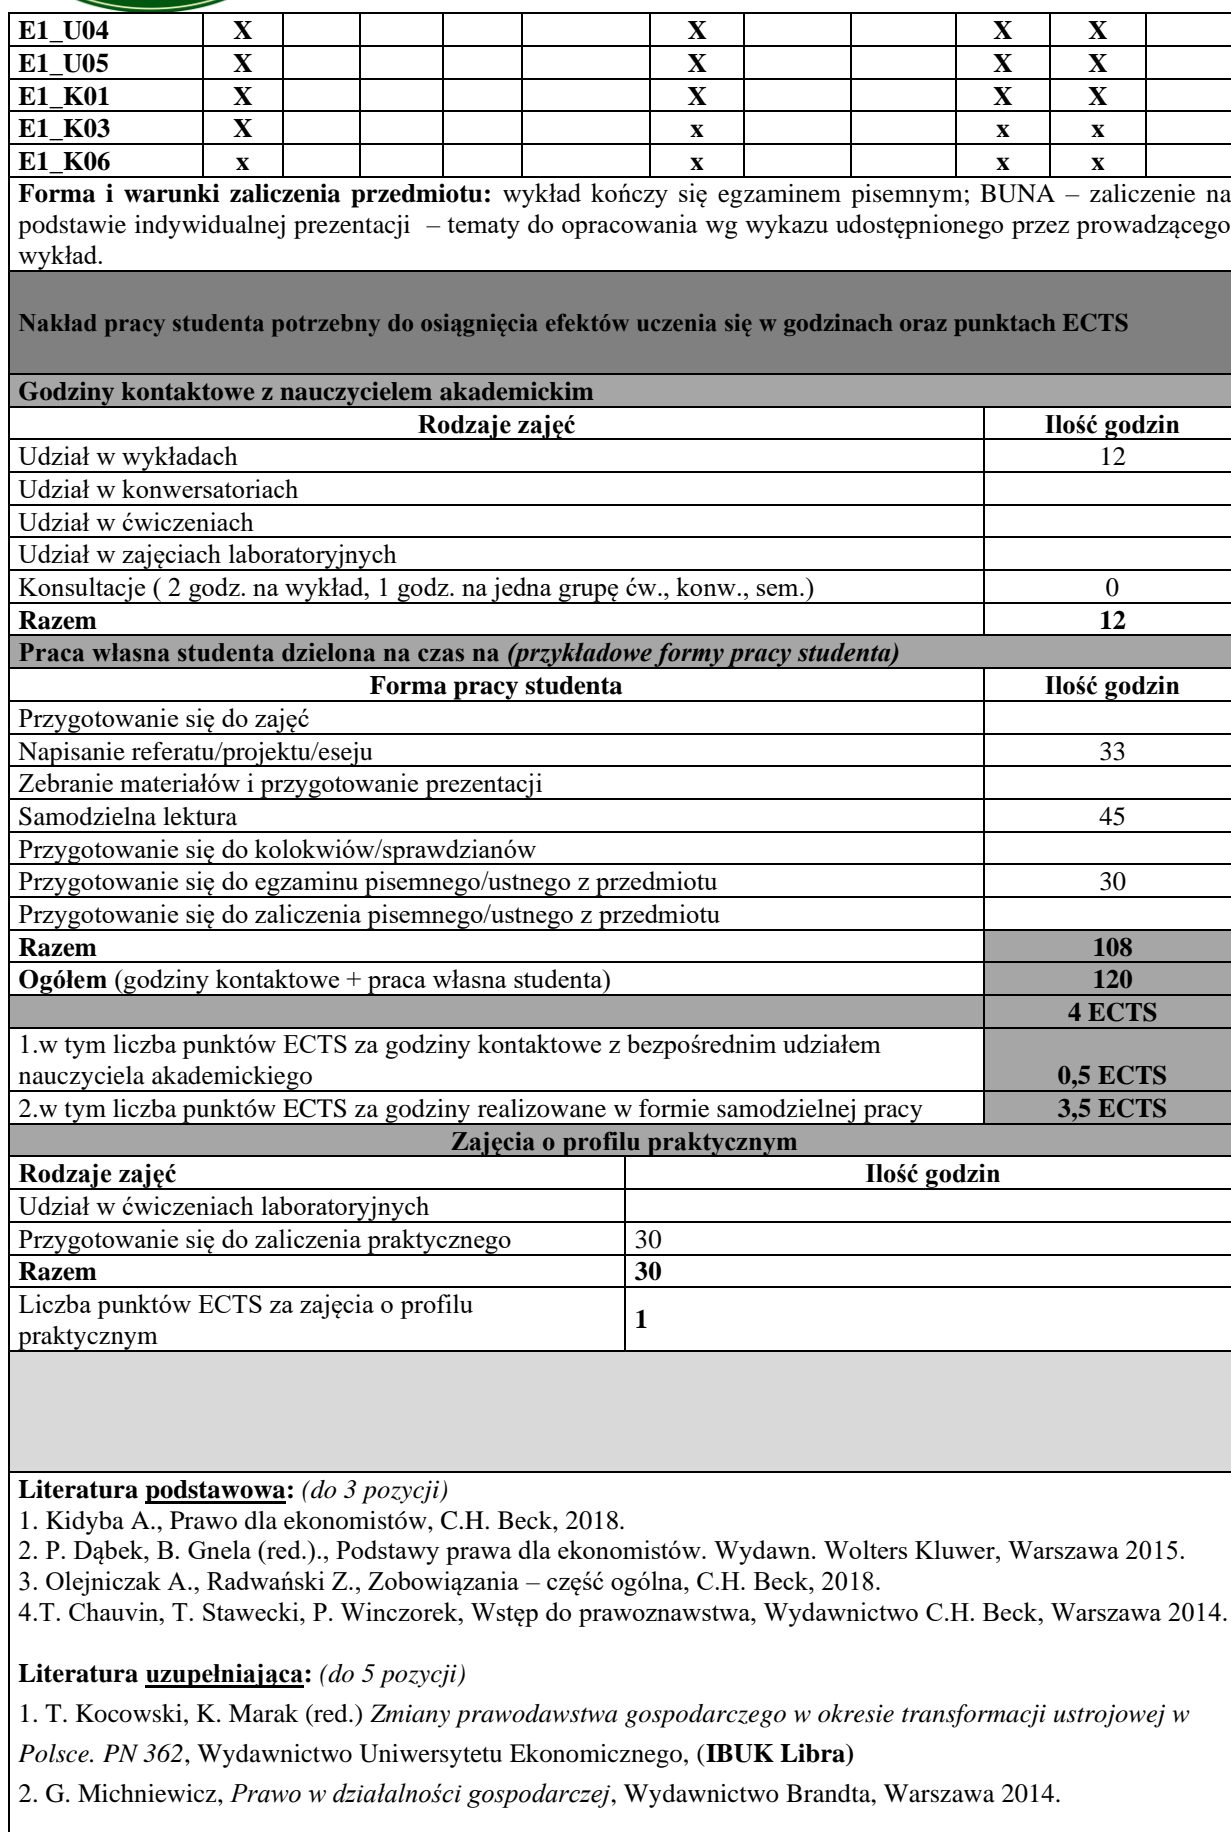 E1_U04 X X X X
E1_U05 X X X X
E1_K01 X X X X
E1_K03 X x x x
E1_K06 x x x x
Forma i warunki zaliczenia przedmiotu: wykład kończy się egzaminem pisemnym; BUNA – zaliczenie na
podstawie indywidualnej prezentacji – tematy do opracowania wg wykazu udostępnionego przez prowadzącego
wykład.
Nakład pracy studenta potrzebny do osiągnięcia efektów uczenia się w godzinach oraz punktach ECTS
Godziny kontaktowe z nauczycielem akademickim
Rodzaje zajęć Ilość godzin
Udział w wykładach 12
Udział w konwersatoriach
Udział w ćwiczeniach
Udział w zajęciach laboratoryjnych
Konsultacje ( 2 godz. na wykład, 1 godz. na jedna grupę ćw., konw., sem.) 0
Razem 12
Praca własna studenta dzielona na czas na (przykładowe formy pracy studenta)
Forma pracy studenta Ilość godzin
Przygotowanie się do zajęć
Napisanie referatu/projektu/eseju 33
Zebranie materiałów i przygotowanie prezentacji
Samodzielna lektura 45
Przygotowanie się do kolokwiów/sprawdzianów
Przygotowanie się do egzaminu pisemnego/ustnego z przedmiotu 30
Przygotowanie się do zaliczenia pisemnego/ustnego z przedmiotu
Razem 108
Ogółem (godziny kontaktowe + praca własna studenta) 120
4 ECTS
1.w tym liczba punktów ECTS za godziny kontaktowe z bezpośrednim udziałem
nauczyciela akademickiego 0,5 ECTS
2.w tym liczba punktów ECTS za godziny realizowane w formie samodzielnej pracy 3,5 ECTS
Zajęcia o profilu praktycznym
Rodzaje zajęć Ilość godzin
Udział w ćwiczeniach laboratoryjnych
Przygotowanie się do zaliczenia praktycznego 30
Razem 30
Liczba punktów ECTS za zajęcia o profilu
praktycznym 1
Literatura podstawowa: (do 3 pozycji)
1. Kidyba A., Prawo dla ekonomistów, C.H. Beck, 2018.
2. P. Dąbek, B. Gnela (red.)., Podstawy prawa dla ekonomistów. Wydawn. Wolters Kluwer, Warszawa 2015.
3. Olejniczak A., Radwański Z., Zobowiązania – część ogólna, C.H. Beck, 2018.
4.T. Chauvin, T. Stawecki, P. Winczorek, Wstęp do prawoznawstwa, Wydawnictwo C.H. Beck, Warszawa 2014.
Literatura uzupełniająca: (do 5 pozycji)
1. T. Kocowski, K. Marak (red.) Zmiany prawodawstwa gospodarczego w okresie transformacji ustrojowej w
Polsce. PN 362, Wydawnictwo Uniwersytetu Ekonomicznego, (IBUK Libra)
2. G. Michniewicz, Prawo w działalności gospodarczej, Wydawnictwo Brandta, Warszawa 2014.